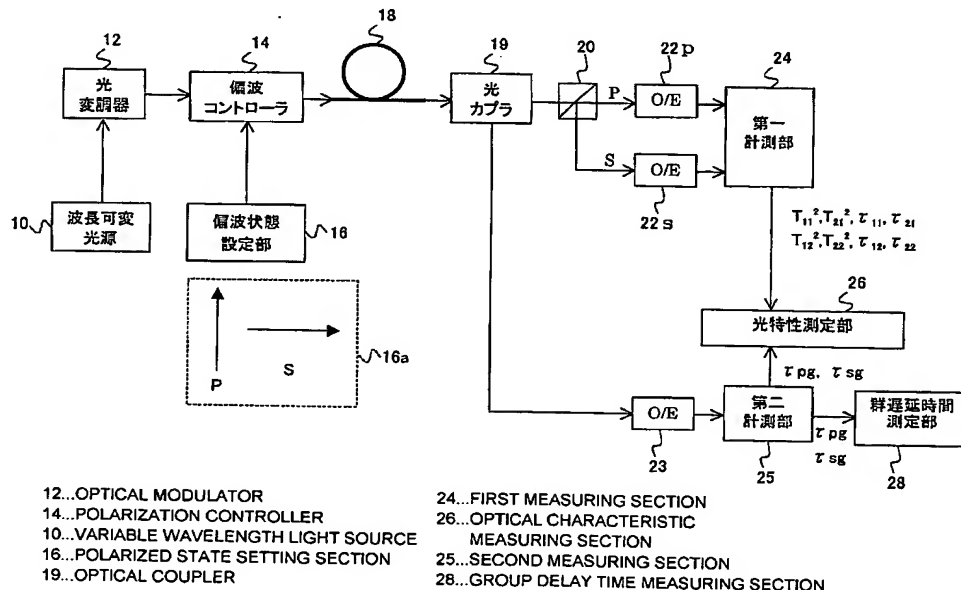 12
光
変調器
14
偏波
コントローラ
18
19
光
カプラ
20
P
S
22p
O/E
O/E
22s
24
第一
計測部
10
波長可変
光源
偏波状態
設定部
16
T₁₁², T₂₁², τ₁₁, τ₂₁
T₁₂², T₂₂², τ₁₂, τ₂₂
26
光特性測定部
P
S
16a
τpg, τsg
O/E
23
第二
計測部
25
τpg
τsg
群遅延時間
測定部
28
12...OPTICAL MODULATOR
14...POLARIZATION CONTROLLER
10...VARIABLE WAVELENGTH LIGHT SOURCE
16...POLARIZED STATE SETTING SECTION
19...OPTICAL COUPLER
24...FIRST MEASURING SECTION
26...OPTICAL CHARACTERISTIC
MEASURING SECTION
25...SECOND MEASURING SECTION
28...GROUP DELAY TIME MEASURING SECTION